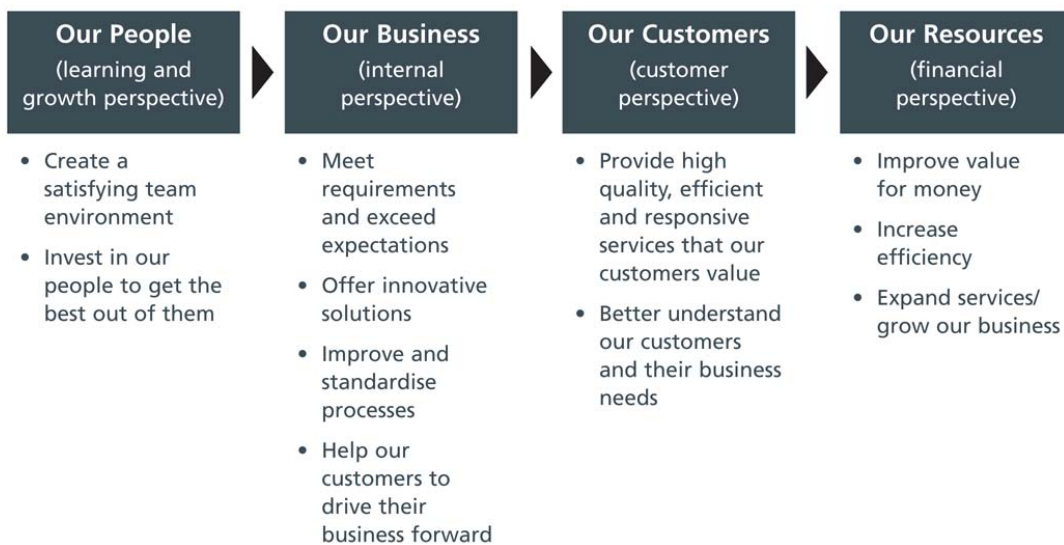 Our People
(learning and
growth perspective)
• Create a
satisfying team
environment
• Invest in our
people to get the
best out of them
Our Business
(internal
perspective)
• Meet
requirements
and exceed
expectations
• Offer innovative
solutions
• Improve and
standardise
processes
• Help our
customers to
drive their
business forward
Our Customers
(customer
perspective)
• Provide high
quality, efficient
and responsive
services that our
customers value
• Better understand
our customers
and their business
needs
Our Resources
(financial
perspective)
• Improve value
for money
• Increase
efficiency
• Expand services/
grow our business